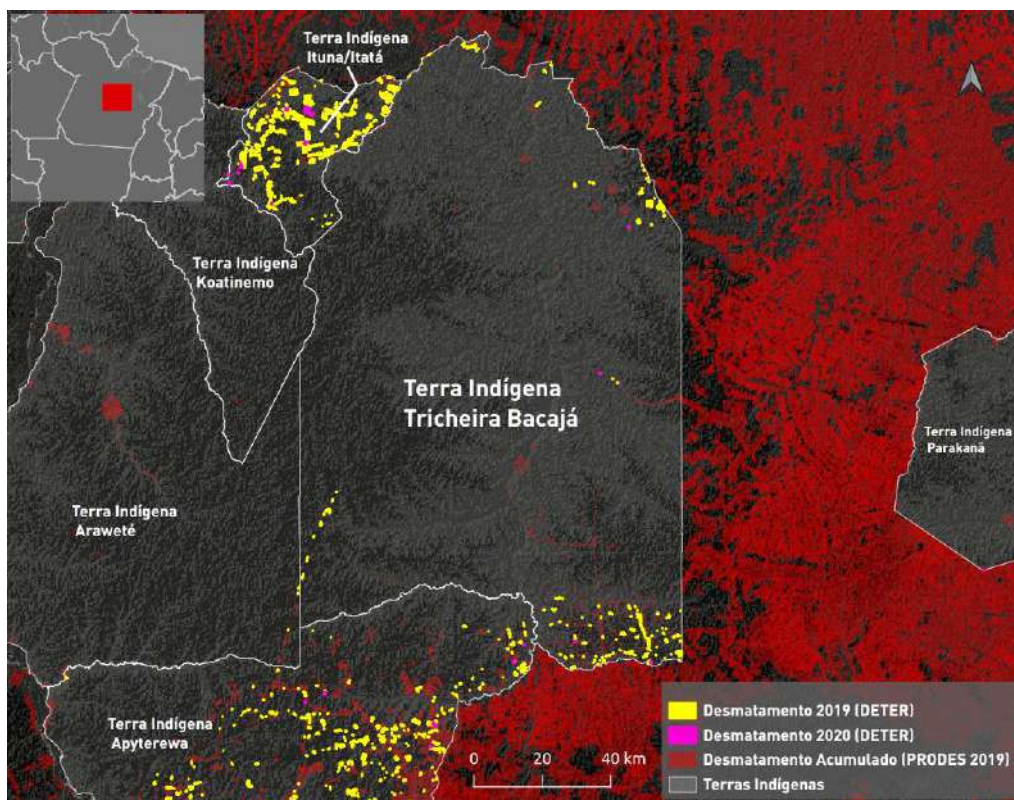 Terra Indígena
Ituna/Itatá
Terra Indígena
Koatinemo
Terra Indígena
Tricheira Bacajá
Terra Indígena
Parakanã
Terra Indígena
Araweté
Terra Indígena
Apyterewa
0 20 40 km
Desmatamento 2019 (DETER)
Desmatamento 2020 (DETER)
Desmatamento Acumulado (PRODES 2019)
Terras Indígenas